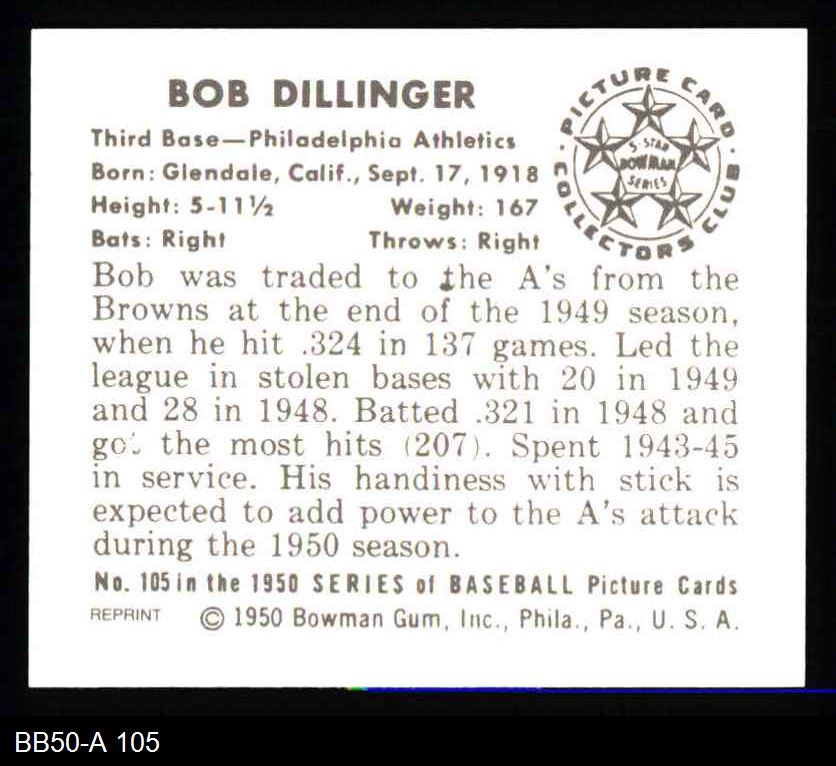 BOB DILLINGER
Third Base—Philadelphia Athletics
Born: Glendale, Calif., Sept. 17, 1918
Height: 5-11½ Weight: 167
Bats: Right Throws: Right
PICTURE CARD
COLLECTORS CLUB
5-STAR
BOWMAN
SERIES
Bob was traded to the A's from the
Browns at the end of the 1949 season,
when he hit .324 in 137 games. Led the
league in stolen bases with 20 in 1949
and 28 in 1948. Batted .321 in 1948 and
got the most hits (207). Spent 1943-45
in service. His handiness with stick is
expected to add power to the A's attack
during the 1950 season.
No. 105 in the 1950 SERIES of BASEBALL Picture Cards
REPRINT © 1950 Bowman Gum, Inc., Phila., Pa., U. S. A.
BB50-A 105